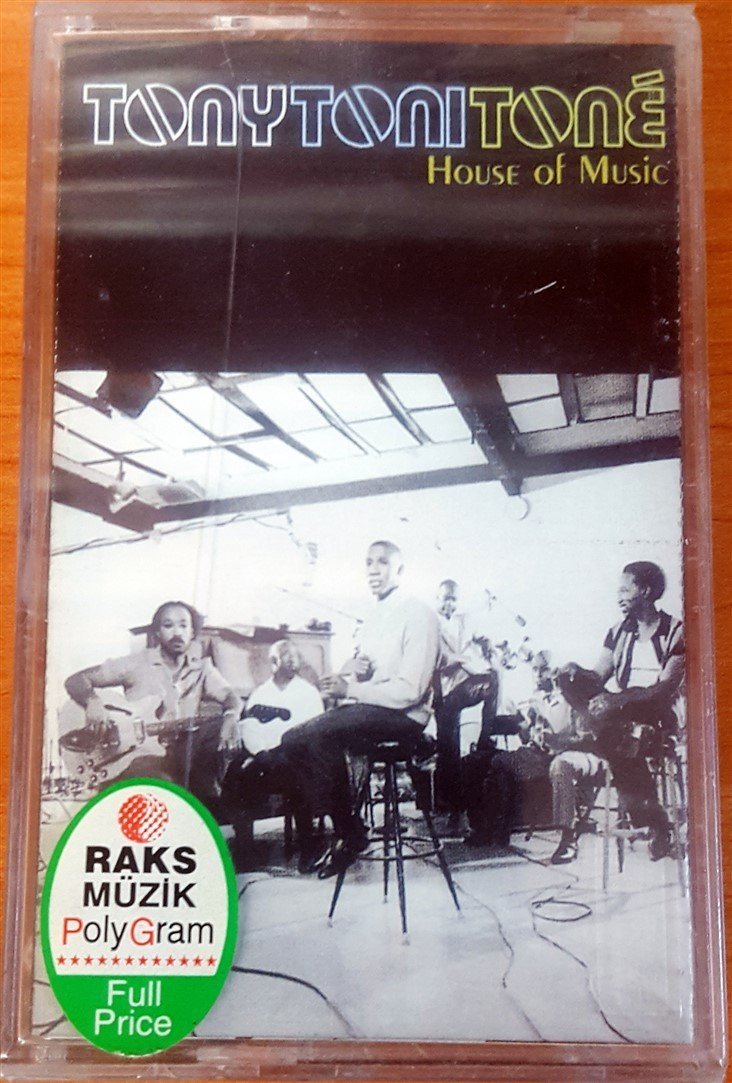 TONYTONITONÉ
House of Music
RAKS
MÜZİK
PolyGram
Full
Price